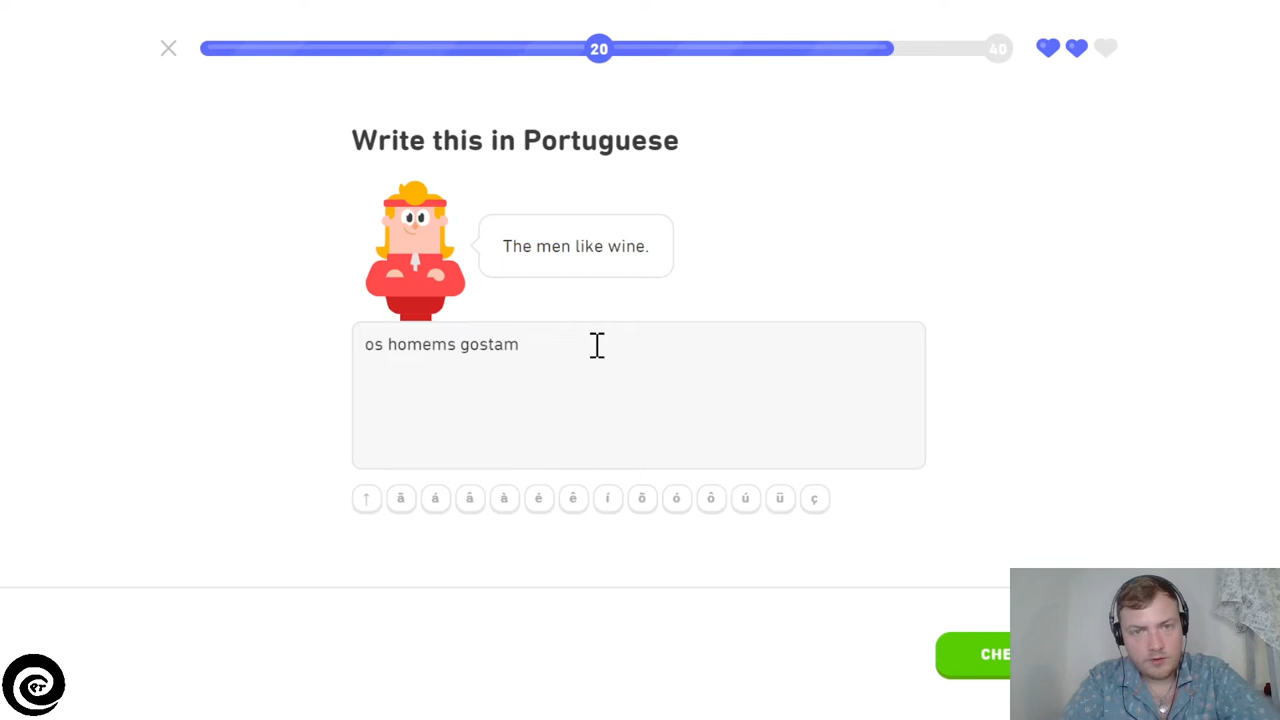 20
40
Write this in Portuguese
The men like wine.
os homems gostam
↑ ã á â à é ê í õ ó ô ú ü ç
CHE